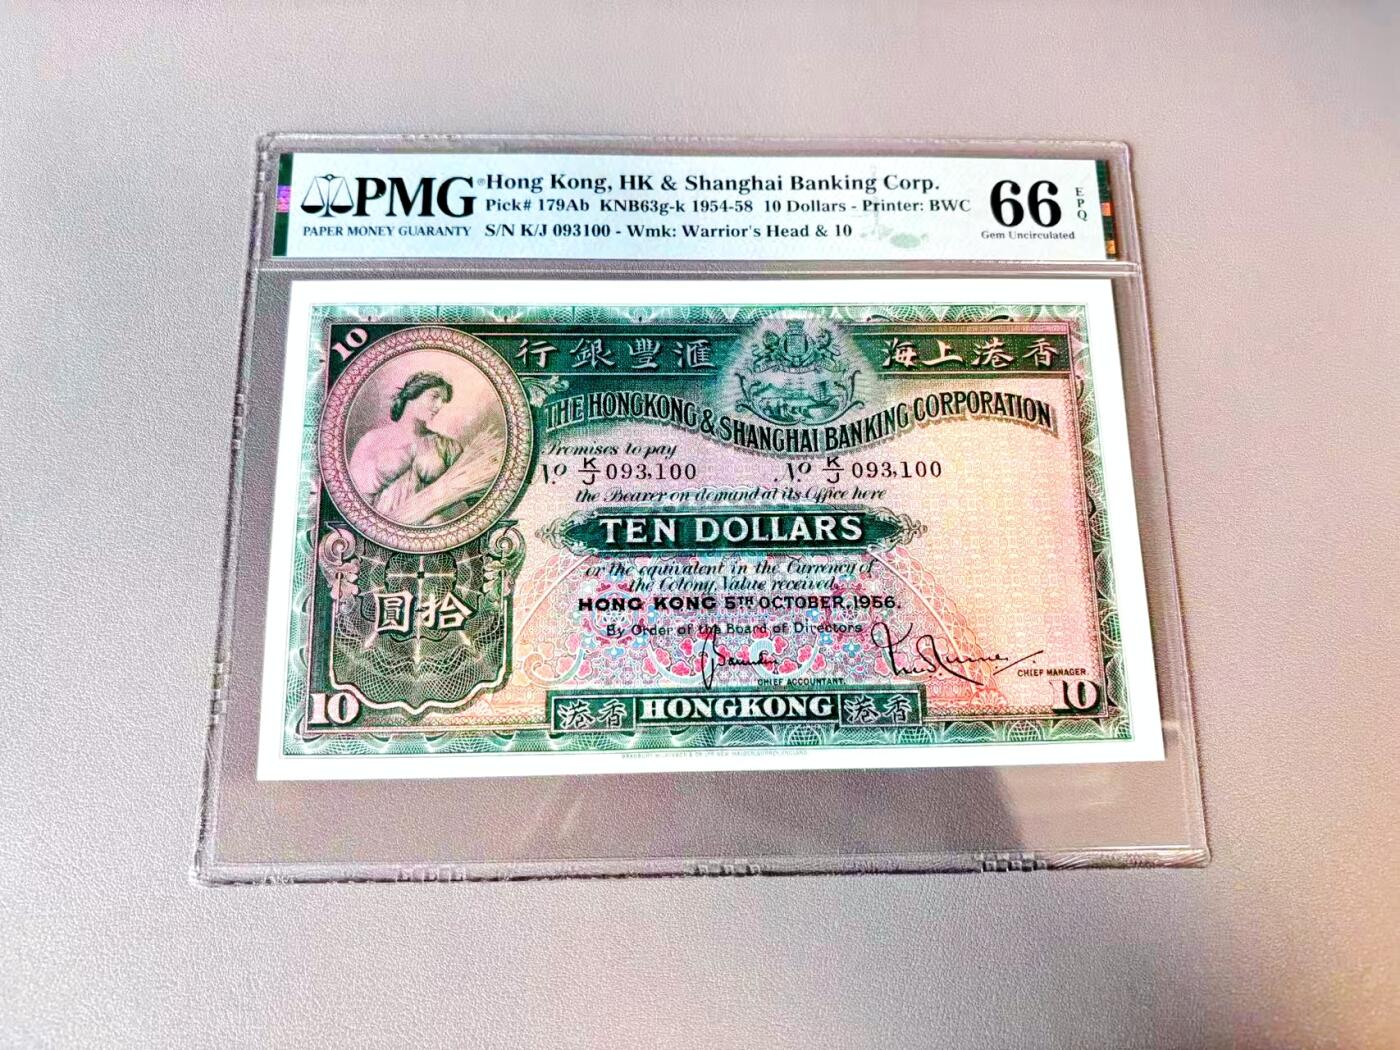 PMG®
PAPER MONEY GUARANTY
Hong Kong, HK & Shanghai Banking Corp.
Pick# 179Ab KNB63g-k 1954-58 10 Dollars - Printer: BWC
S/N K/J 093100 - Wmk: Warrior's Head & 10
66
EPQ
Gem Uncirculated
10
行銀豐滙
海上港香
THE HONGKONG & SHANGHAI BANKING CORPORATION
Promises to pay
No. K/J 093,100 No. K/J 093,100
the Bearer on demand at its Office here
TEN DOLLARS
or the equivalent in the Currency of
the Colony, Value received.
HONG KONG 5TH OCTOBER, 1956.
By Order of the Board of Directors
圓拾
CHIEF ACCOUNTANT.
CHIEF MANAGER.
10
港香 HONGKONG 港香
10